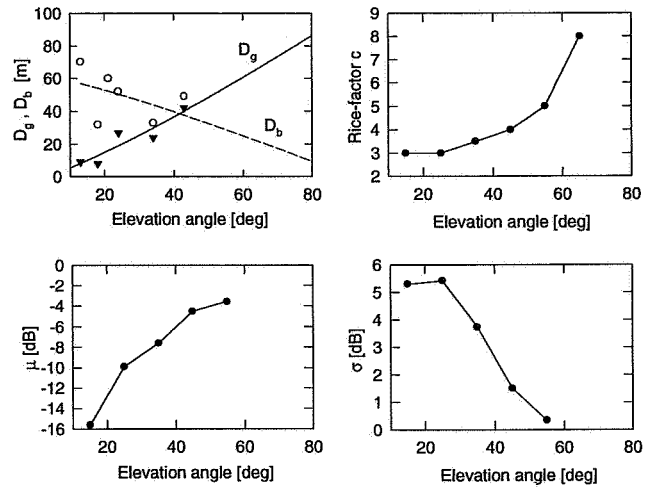 100
80
60
40
20
0
D_g , D_b [m]
D_g
D_b
20 40 60 80
Elevation angle [deg]
9
8
7
6
5
4
3
2
Rice-factor c
0 20 40 60 80
Elevation angle [deg]
0
-2
-4
-6
-8
-10
-12
-14
-16
μ [dB]
20 40 60 80
Elevation angle [deg]
6
5
4
3
2
1
0
σ [dB]
20 40 60 80
Elevation angle [deg]